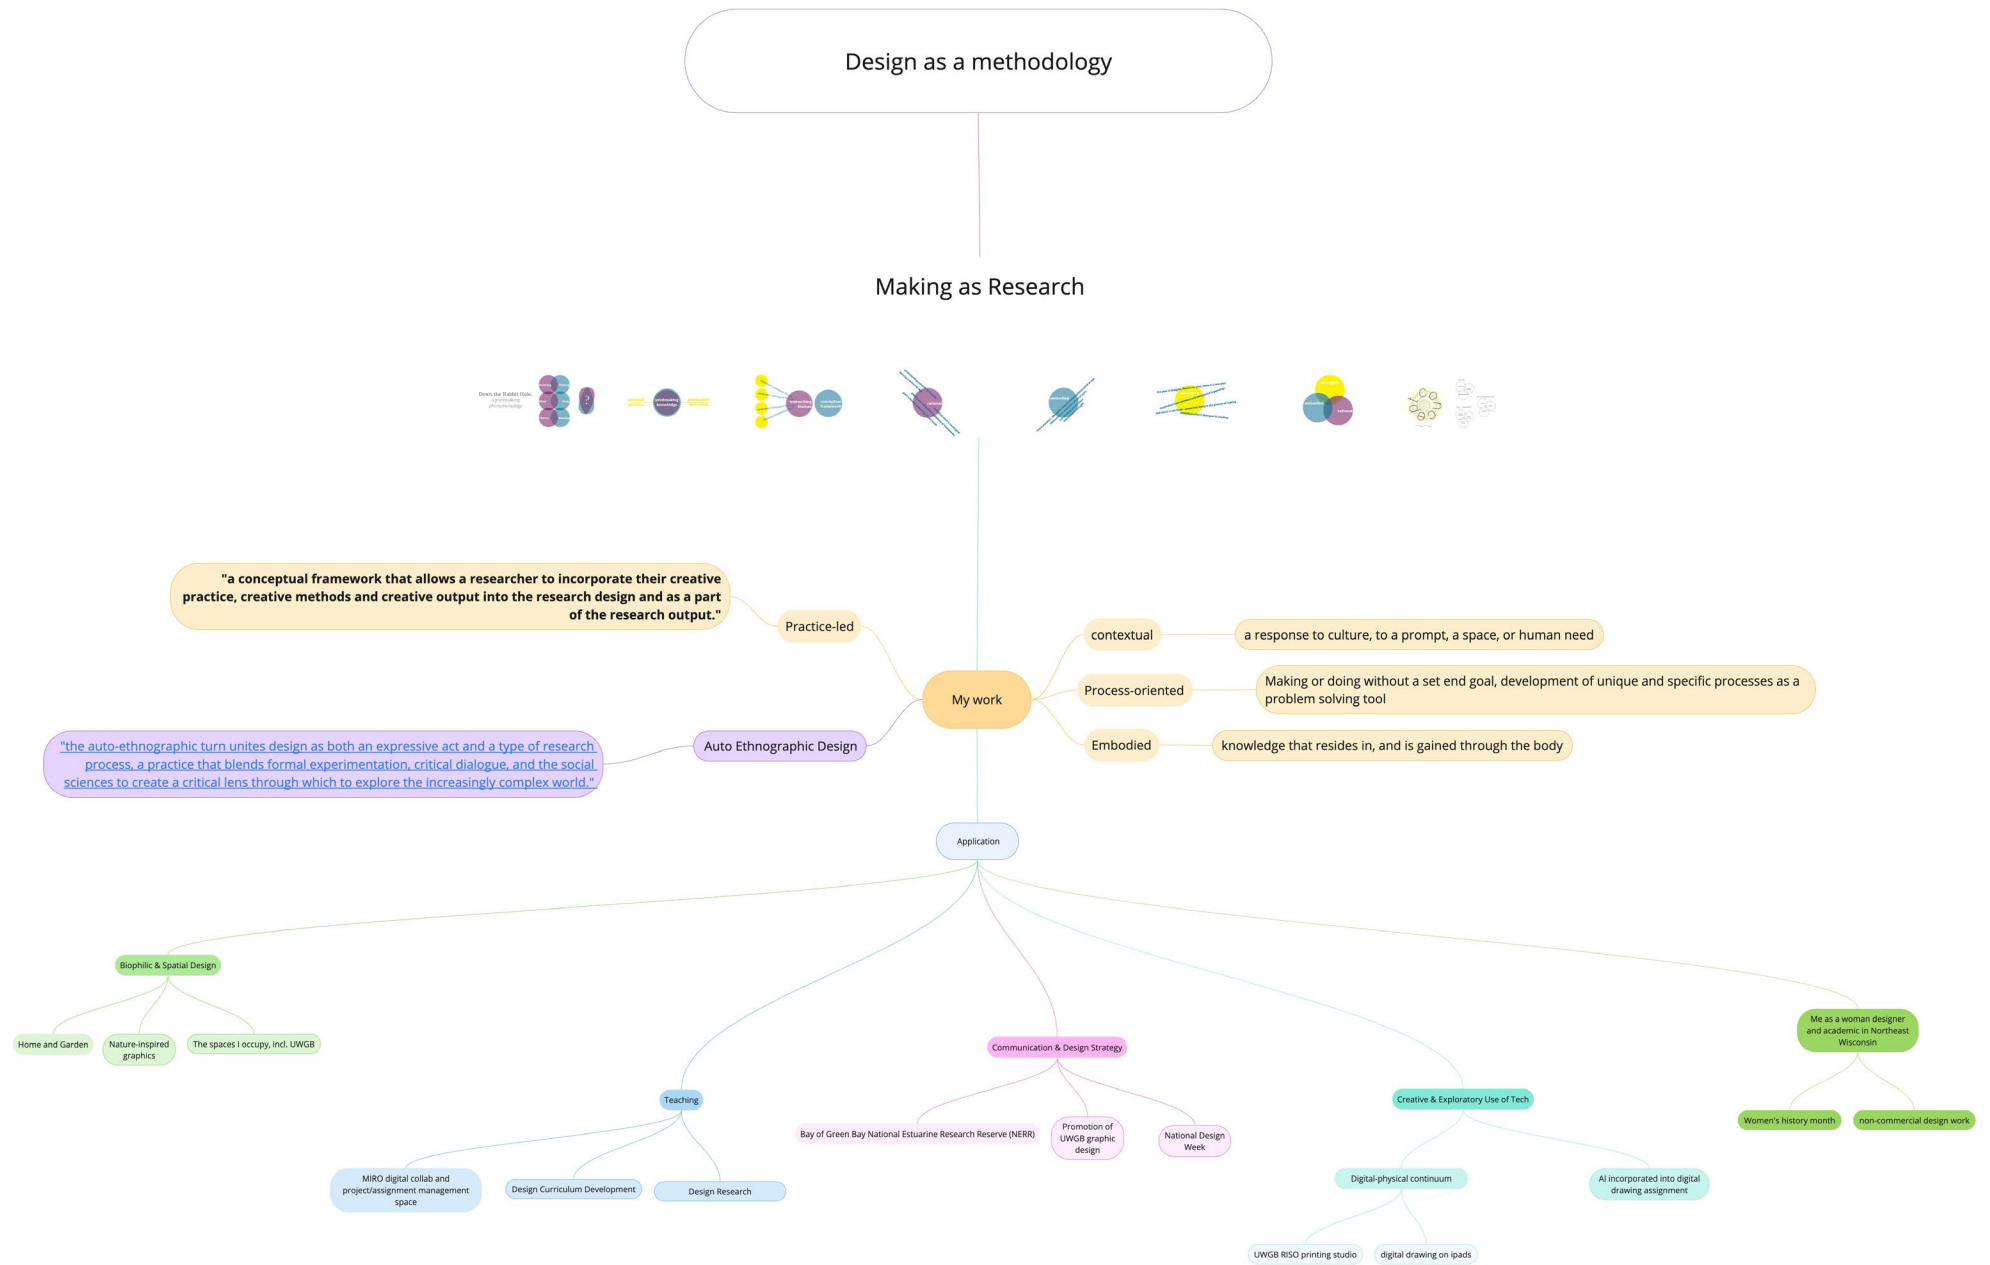 Design as a methodology
Making as Research
Down the Rabbit Hole:
a printmaking
phenomenology
?
printmaking
knowledge
conceptual
framework
"a conceptual framework that allows a researcher to incorporate their creative
practice, creative methods and creative output into the research design and as a part
of the research output."
Practice-led
contextual
a response to culture, to a prompt, a space, or human need
Process-oriented
Making or doing without a set end goal, development of unique and specific processes as a
problem solving tool
My work
Auto Ethnographic Design
"the auto-ethnographic turn unites design as both an expressive act and a type of research
process, a practice that blends formal experimentation, critical dialogue, and the social
sciences to create a critical lens through which to explore the increasingly complex world."
Embodied
knowledge that resides in, and is gained through the body
Application
Biophilic & Spatial Design
Home and Garden
Nature-inspired
graphics
The spaces I occupy, incl. UWGB
Teaching
MIRO digital collab and
project/assignment management
space
Design Curriculum Development
Design Research
Communication & Design Strategy
Bay of Green Bay National Estuarine Research Reserve (NERR)
Promotion of
UWGB graphic
design
National Design
Week
Creative & Exploratory Use of Tech
Digital-physical continuum
UWGB RISO printing studio
digital drawing on ipads
AI incorporated into digital
drawing assignment
Me as a woman designer
and academic in Northeast
Wisconsin
Women's history month
non-commercial design work